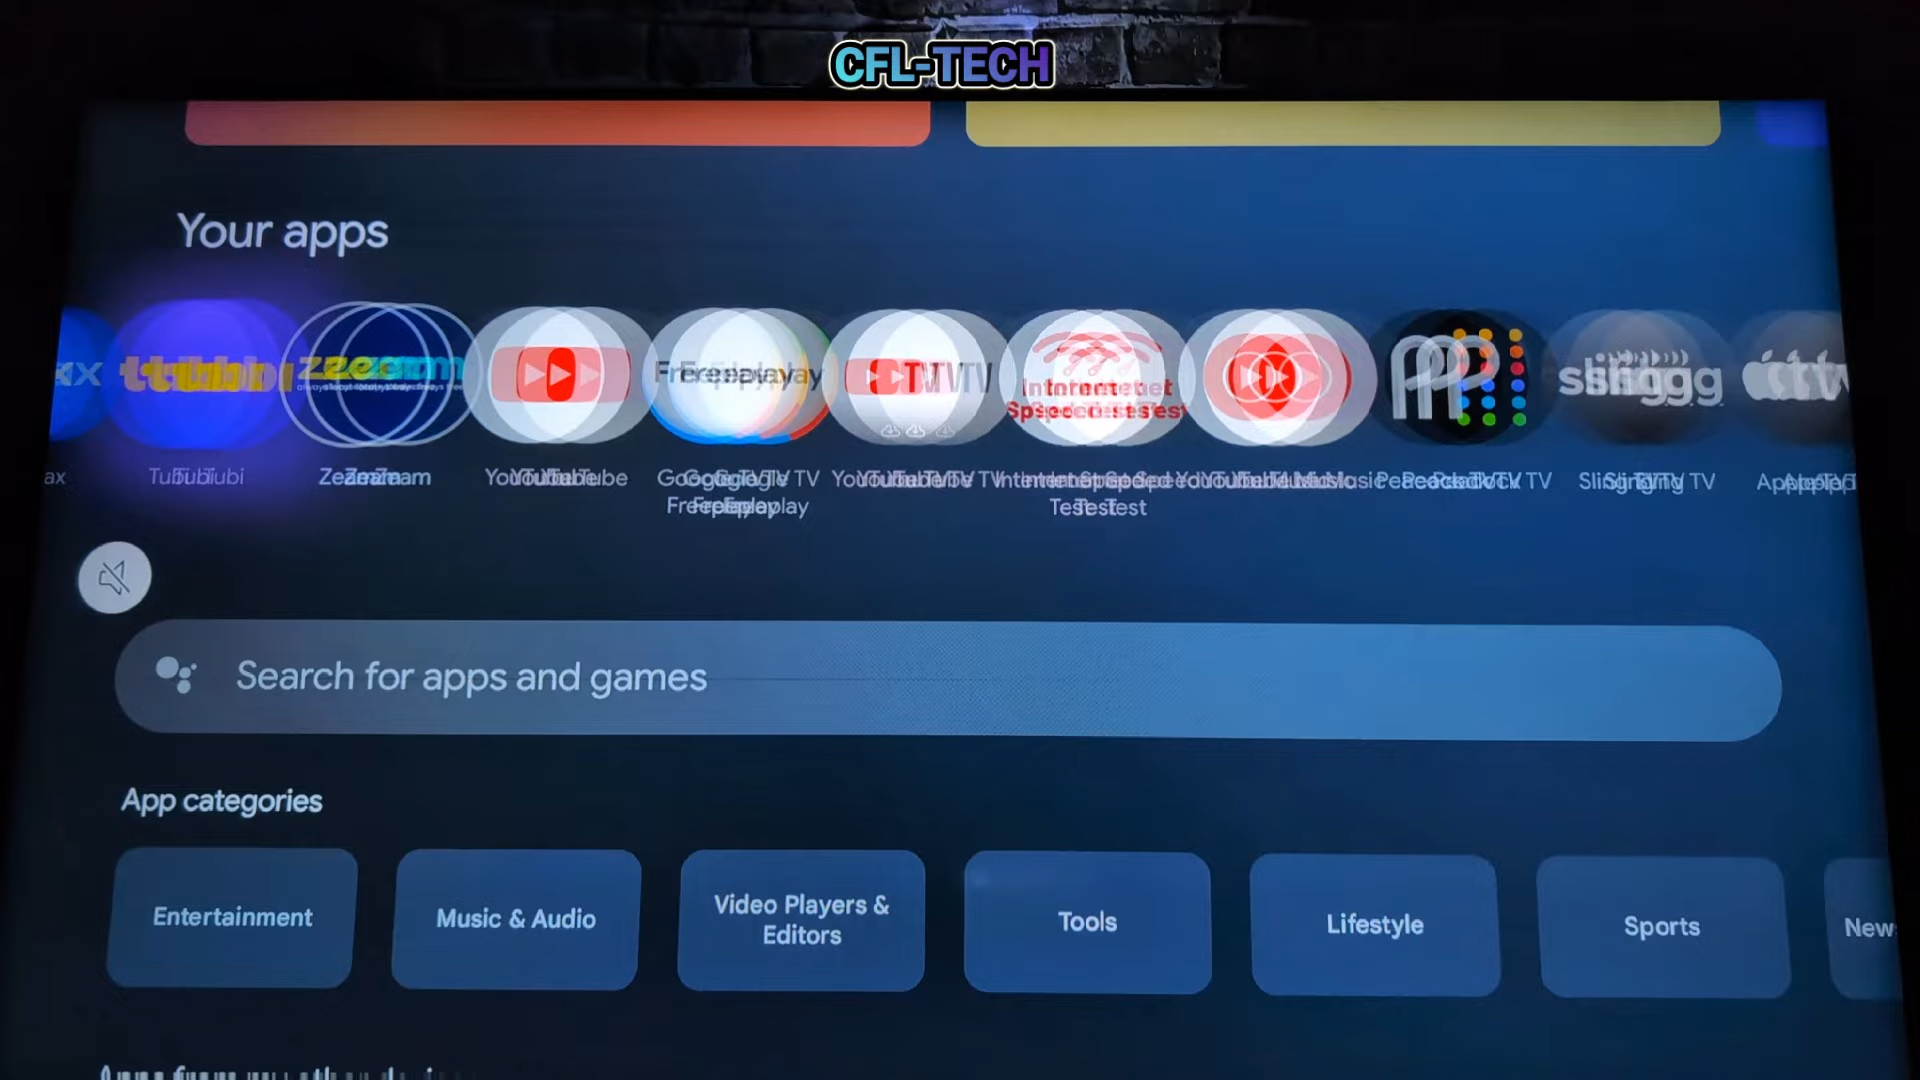 CFL-TECH
Your apps
Tubi
Zeam
YouTube
Google TV
Freeplay
YouTube TV
Internet Speed
Test
YouTube Music
Peacock TV
Sling TV
Search for apps and games
App categories
Entertainment
Music & Audio
Video Players &
Editors
Tools
Lifestyle
Sports